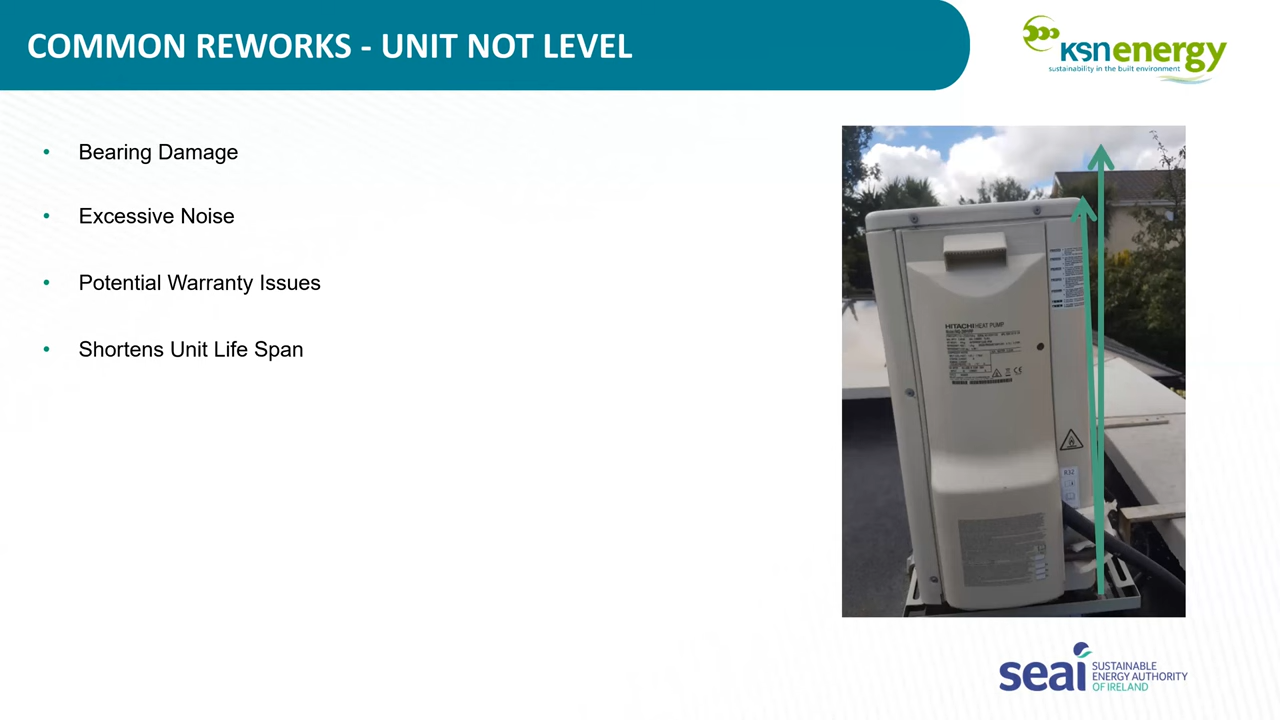 COMMON REWORKS - UNIT NOT LEVEL
KSNenergy
sustainability in the built environment
• Bearing Damage
• Excessive Noise
• Potential Warranty Issues
• Shortens Unit Life Span
HITACHI HEAT PUMP
R32
seai SUSTAINABLE
ENERGY AUTHORITY
OF IRELAND